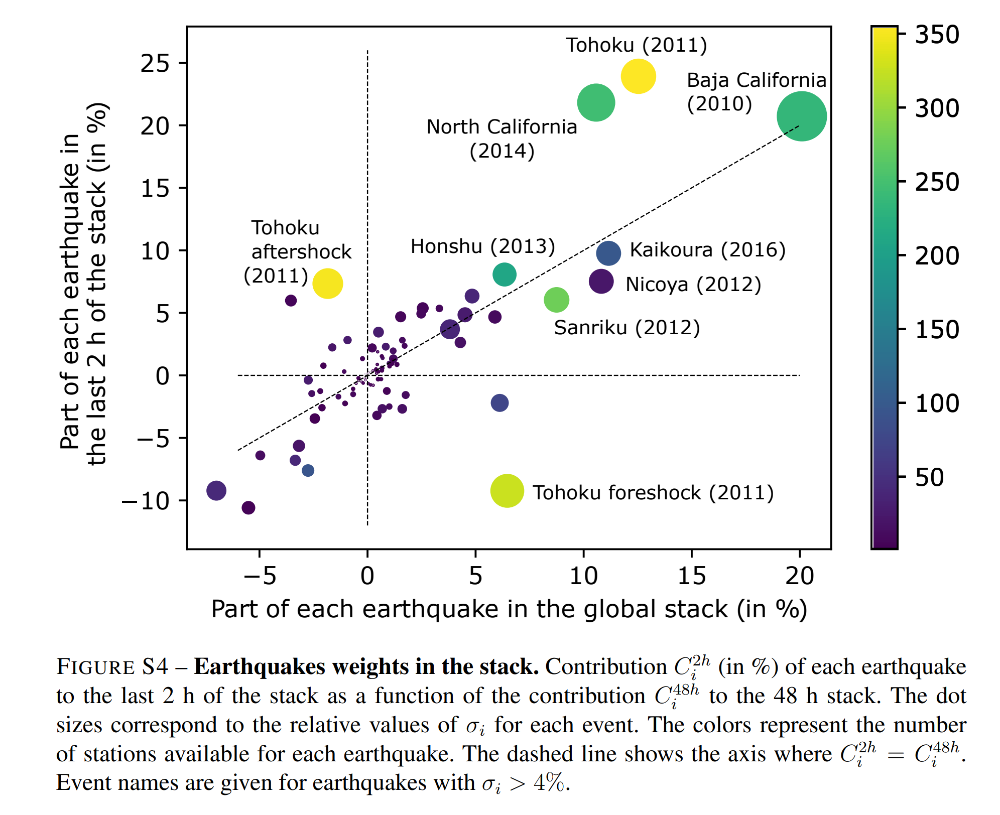 Tohoku (2011)
Baja California
(2010)
North California
(2014)
Tohoku
aftershock
(2011)
Honshu (2013)
Kaikoura (2016)
Nicoya (2012)
Sanriku (2012)
Tohoku foreshock (2011)
25
20
15
10
5
0
−5
−10
Part of each earthquake in
the last 2 h of the stack (in %)
−5
0
5
10
15
20
Part of each earthquake in the global stack (in %)
350
300
250
200
150
100
50
FIGURE S4 – Earthquakes weights in the stack. Contribution $C_i^{2h}$ (in %) of each earthquake
to the last 2 h of the stack as a function of the contribution $C_i^{48h}$ to the 48 h stack. The dot
sizes correspond to the relative values of $\sigma_i$ for each event. The colors represent the number
of stations available for each earthquake. The dashed line shows the axis where $C_i^{2h} = C_i^{48h}$.
Event names are given for earthquakes with $\sigma_i > 4\%$.